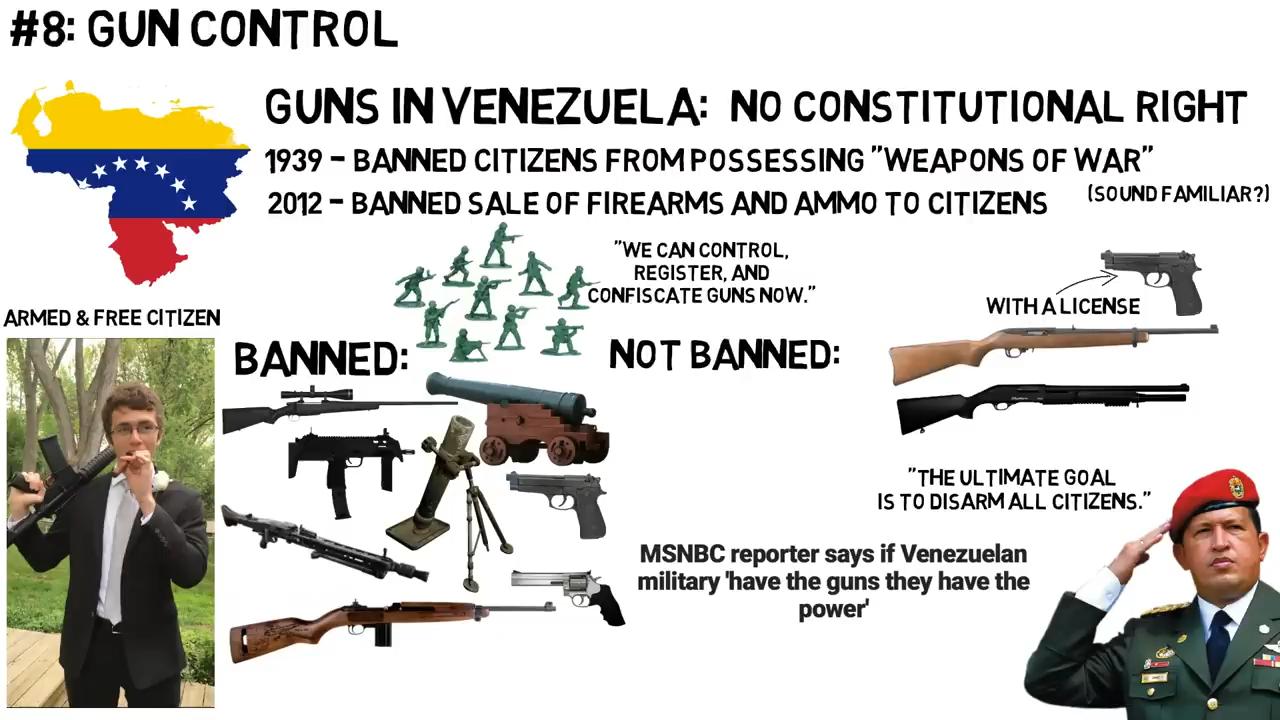 #8: GUN CONTROL
GUNS IN VENEZUELA: NO CONSTITUTIONAL RIGHT
1939 – BANNED CITIZENS FROM POSSESSING "WEAPONS OF WAR"
(SOUND FAMILIAR?)
2012 – BANNED SALE OF FIREARMS AND AMMO TO CITIZENS
"WE CAN CONTROL,
REGISTER, AND
CONFISCATE GUNS NOW."
WITH A LICENSE
ARMED & FREE CITIZEN
BANNED:
NOT BANNED:
"THE ULTIMATE GOAL
IS TO DISARM ALL CITIZENS."
MSNBC reporter says if Venezuelan
military 'have the guns they have the
power'